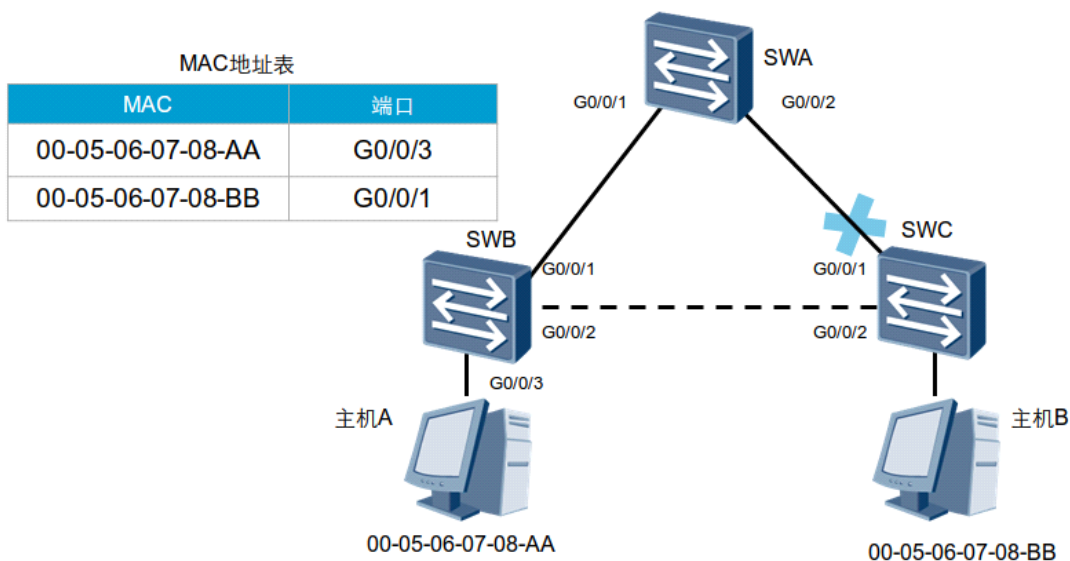 MAC地址表
MAC 端口
00-05-06-07-08-AA G0/0/3
00-05-06-07-08-BB G0/0/1
SWA
G0/0/1 G0/0/2
SWB SWC
G0/0/1 G0/0/1
G0/0/2 G0/0/2
G0/0/3
主机A 主机B
00-05-06-07-08-AA 00-05-06-07-08-BB